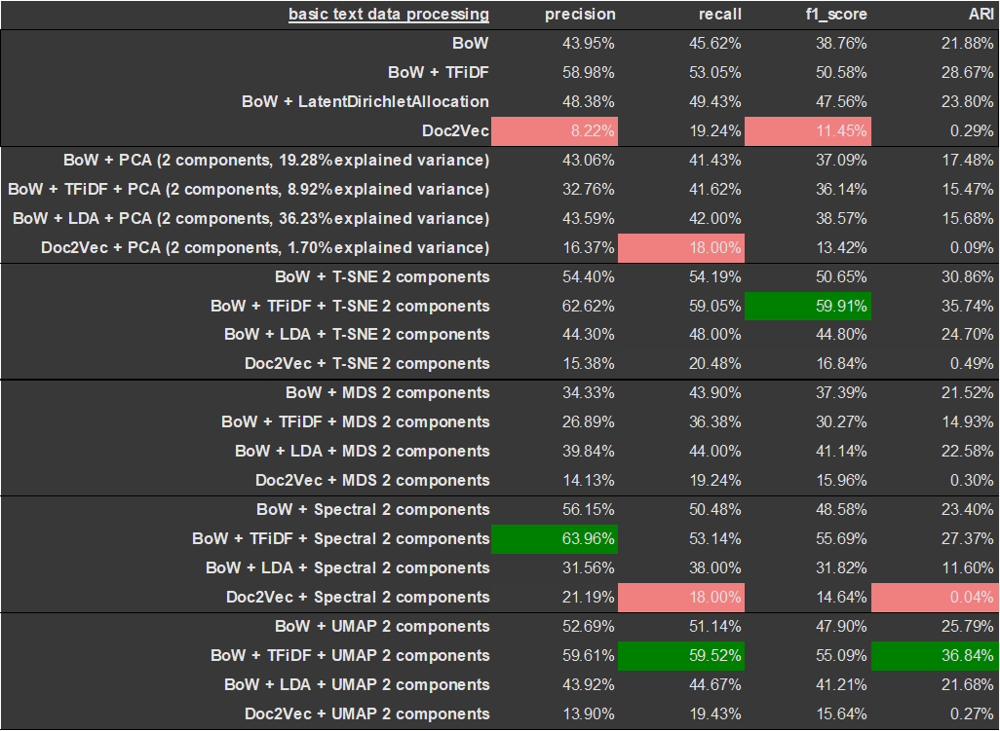 basic text data processing precision recall f1_score ARI
BoW 43.95% 45.62% 38.76% 21.88%
BoW + TFiDF 58.98% 53.05% 50.58% 28.67%
BoW + LatentDirichletAllocation 48.38% 49.43% 47.56% 23.80%
Doc2Vec 8.22% 19.24% 11.45% 0.29%
BoW + PCA (2 components, 19.28%explained variance) 43.06% 41.43% 37.09% 17.48%
BoW + TFiDF + PCA (2 components, 8.92%explained variance) 32.76% 41.62% 36.14% 15.47%
BoW + LDA + PCA (2 components, 36.23%explained variance) 43.59% 42.00% 38.57% 15.68%
Doc2Vec + PCA (2 components, 1.70%explained variance) 16.37% 18.00% 13.42% 0.09%
BoW + T-SNE 2 components 54.40% 54.19% 50.65% 30.86%
BoW + TFiDF + T-SNE 2 components 62.62% 59.05% 59.91% 35.74%
BoW + LDA + T-SNE 2 components 44.30% 48.00% 44.80% 24.70%
Doc2Vec + T-SNE 2 components 15.38% 20.48% 16.84% 0.49%
BoW + MDS 2 components 34.33% 43.90% 37.39% 21.52%
BoW + TFiDF + MDS 2 components 26.89% 36.38% 30.27% 14.93%
BoW + LDA + MDS 2 components 39.84% 44.00% 41.14% 22.58%
Doc2Vec + MDS 2 components 14.13% 19.24% 15.96% 0.30%
BoW + Spectral 2 components 56.15% 50.48% 48.58% 23.40%
BoW + TFiDF + Spectral 2 components 63.96% 53.14% 55.69% 27.37%
BoW + LDA + Spectral 2 components 31.56% 38.00% 31.82% 11.60%
Doc2Vec + Spectral 2 components 21.19% 18.00% 14.64% 0.04%
BoW + UMAP 2 components 52.69% 51.14% 47.90% 25.79%
BoW + TFiDF + UMAP 2 components 59.61% 59.52% 55.09% 36.84%
BoW + LDA + UMAP 2 components 43.92% 44.67% 41.21% 21.68%
Doc2Vec + UMAP 2 components 13.90% 19.43% 15.64% 0.27%